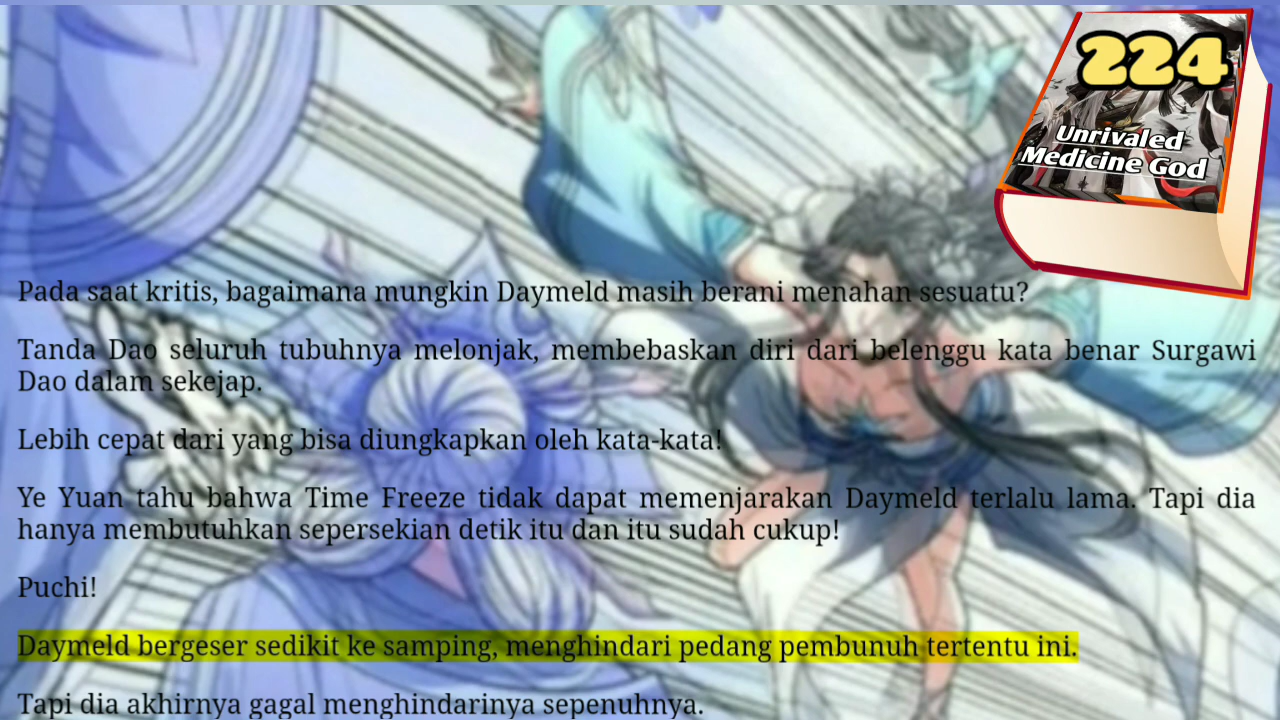 224
Unrivaled
Medicine God
Pada saat kritis, bagaimana mungkin Daymeld masih berani menahan sesuatu?
Tanda Dao seluruh tubuhnya melonjak, membebaskan diri dari belenggu kata benar Surgawi
Dao dalam sekejap.
Lebih cepat dari yang bisa diungkapkan oleh kata-kata!
Ye Yuan tahu bahwa Time Freeze tidak dapat memenjarakan Daymeld terlalu lama. Tapi dia
hanya membutuhkan sepersekian detik itu dan itu sudah cukup!
Puchi!
Daymeld bergeser sedikit ke samping, menghindari pedang pembunuh tertentu ini.
Tapi dia akhirnya gagal menghindarinya sepenuhnya.